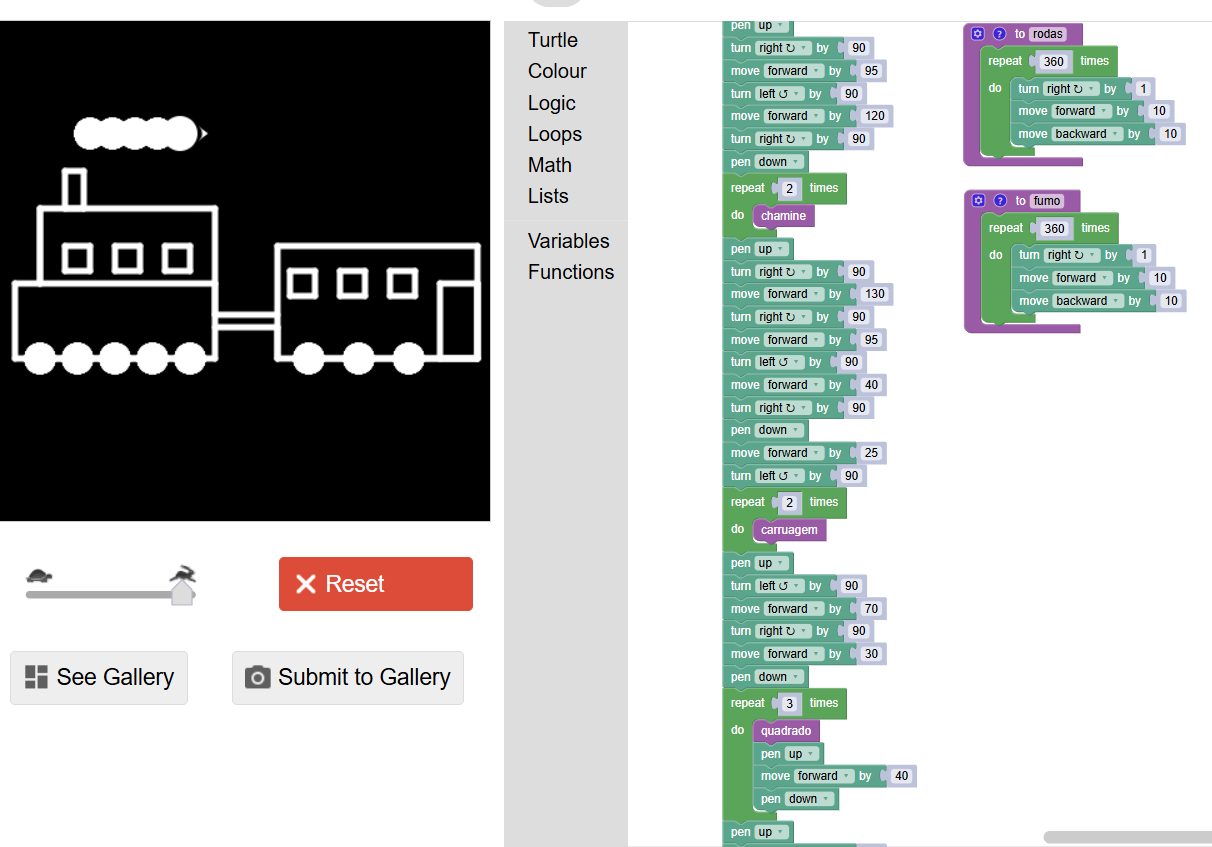 Turtle
Colour
Logic
Loops
Math
Lists
Variables
Functions
pen up
turn right ↻ by 90
move forward by 95
turn left ↺ by 90
move forward by 120
turn right ↻ by 90
pen down
repeat 2 times
do chamine
pen up
turn right ↻ by 90
move forward by 130
turn right ↻ by 90
move forward by 95
turn left ↺ by 90
move forward by 40
turn right ↻ by 90
pen down
move forward by 25
turn left ↺ by 90
repeat 2 times
do carruagem
pen up
turn left ↺ by 90
move forward by 70
turn right ↻ by 90
move forward by 30
pen down
repeat 3 times
do quadrado
pen up
move forward by 40
pen down
pen up
? to rodas
repeat 360 times
do turn right ↻ by 1
move forward by 10
move backward by 10
? to fumo
repeat 360 times
do turn right ↻ by 1
move forward by 10
move backward by 10
Reset
See Gallery
Submit to Gallery